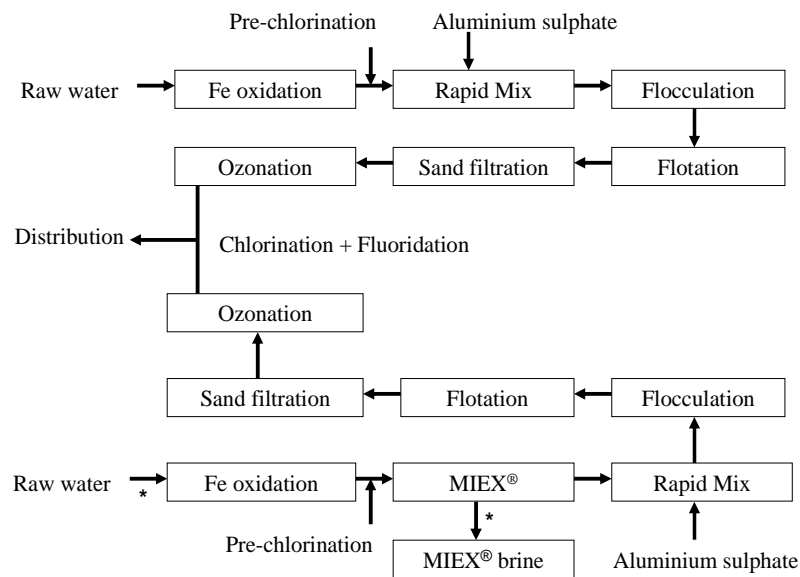 Pre-chlorination Aluminium sulphate
Raw water Fe oxidation Rapid Mix Flocculation
Ozonation Sand filtration Flotation
Distribution Chlorination + Fluoridation
Ozonation
Sand filtration Flotation Flocculation
Raw water * Fe oxidation MIEX® Rapid Mix
*
Pre-chlorination MIEX® brine Aluminium sulphate